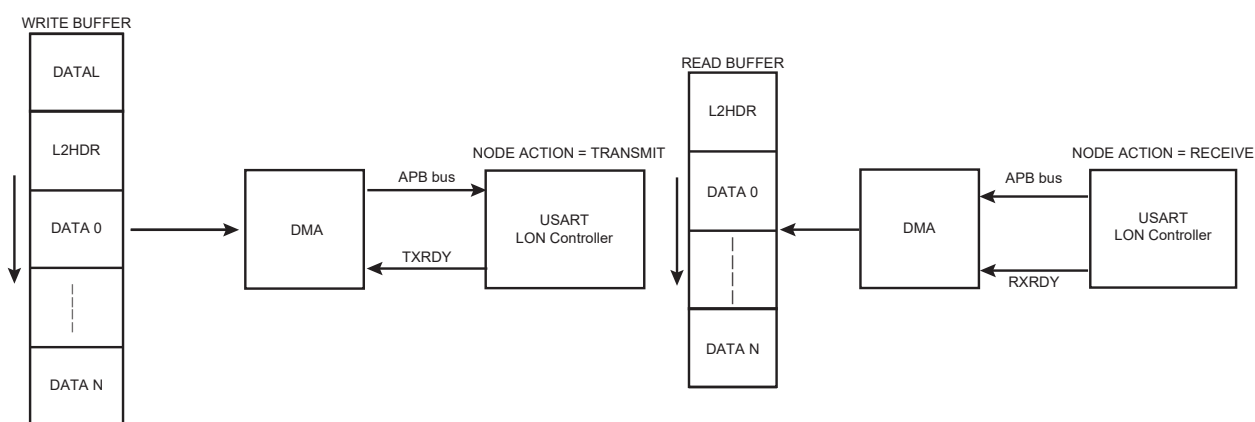 WRITE BUFFER
DATAL
L2HDR
DATA 0
DATA N
DMA
APB bus
TXRDY
NODE ACTION = TRANSMIT
USART
LON Controller
READ BUFFER
L2HDR
DATA 0
DATA N
DMA
APB bus
RXRDY
NODE ACTION = RECEIVE
USART
LON Controller